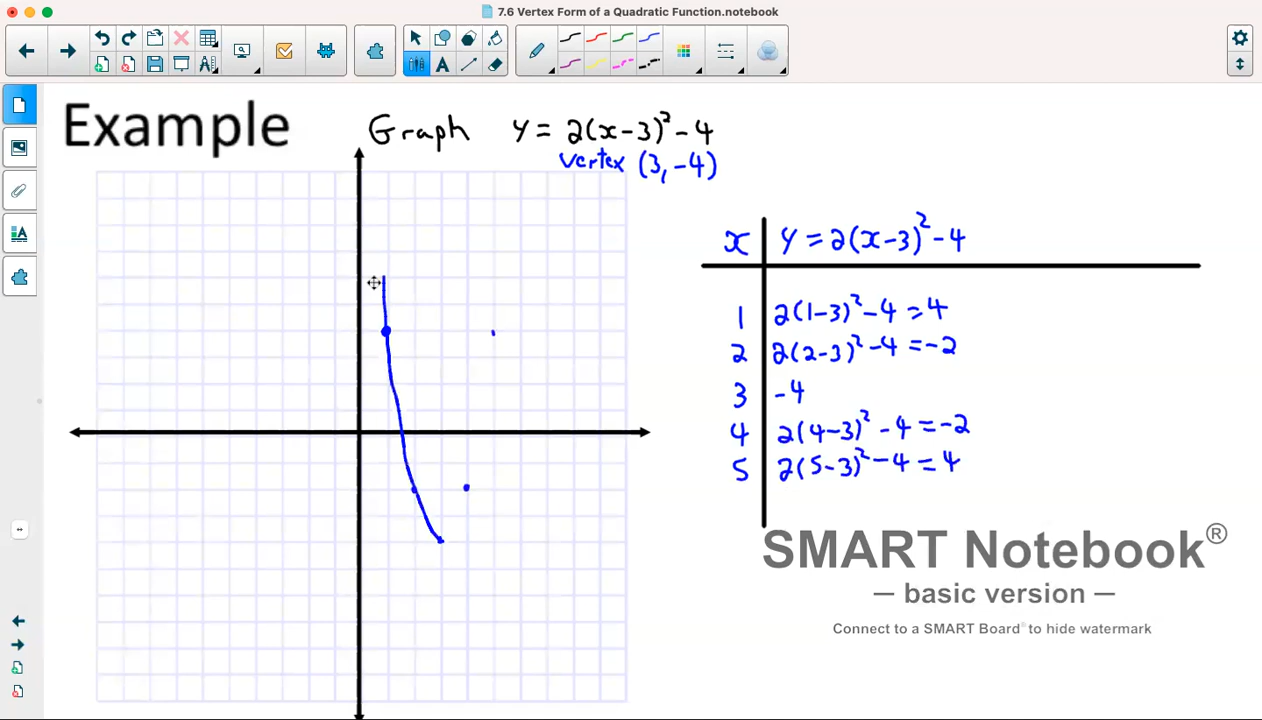 7.6 Vertex Form of a Quadratic Function.notebook
Example
Graph y = 2(x-3)² - 4
vertex (3, -4)
x | y = 2(x-3)² - 4
1 | 2(1-3)² - 4 = 4
2 | 2(2-3)² - 4 = -2
3 | -4
4 | 2(4-3)² - 4 = -2
5 | 2(5-3)² - 4 = 4
SMART Notebook®
— basic version —
Connect to a SMART Board® to hide watermark